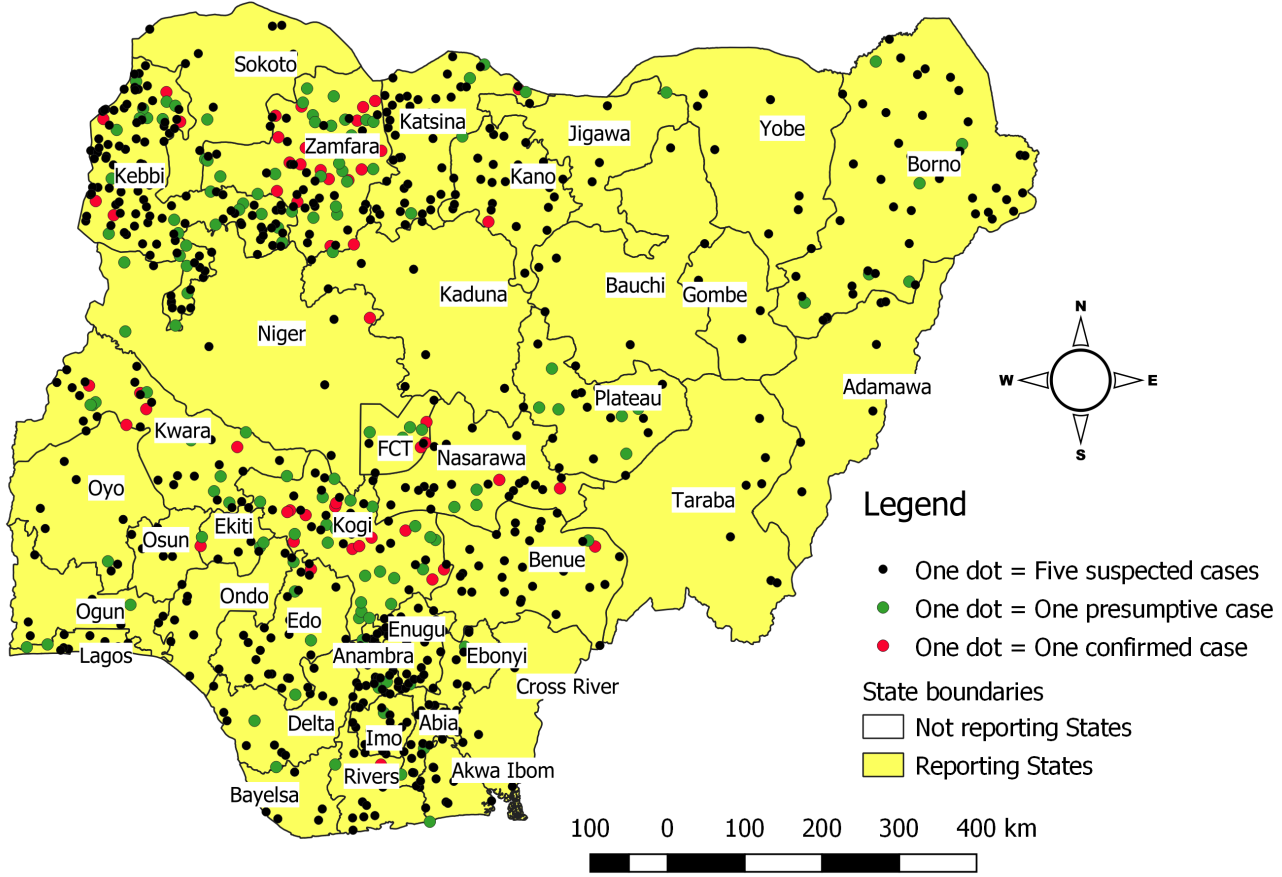 Sokoto
Katsina
Jigawa
Yobe
Zamfara
Borno
Kebbi
Kano
Kaduna
Bauchi
Gombe
Niger
Adamawa
Plateau
Kwara
FCT
Nasarawa
Oyo
Taraba
Ekiti
Kogi
Osun
Benue
Ondo
Ogun
Edo
Enugu
Lagos
Anambra
Ebonyi
Cross River
Delta
Abia
Imo
Rivers
Akwa Ibom
Bayelsa
N
W
E
S
Legend
One dot = Five suspected cases
One dot = One presumptive case
One dot = One confirmed case
State boundaries
Not reporting States
Reporting States
100 0 100 200 300 400 km